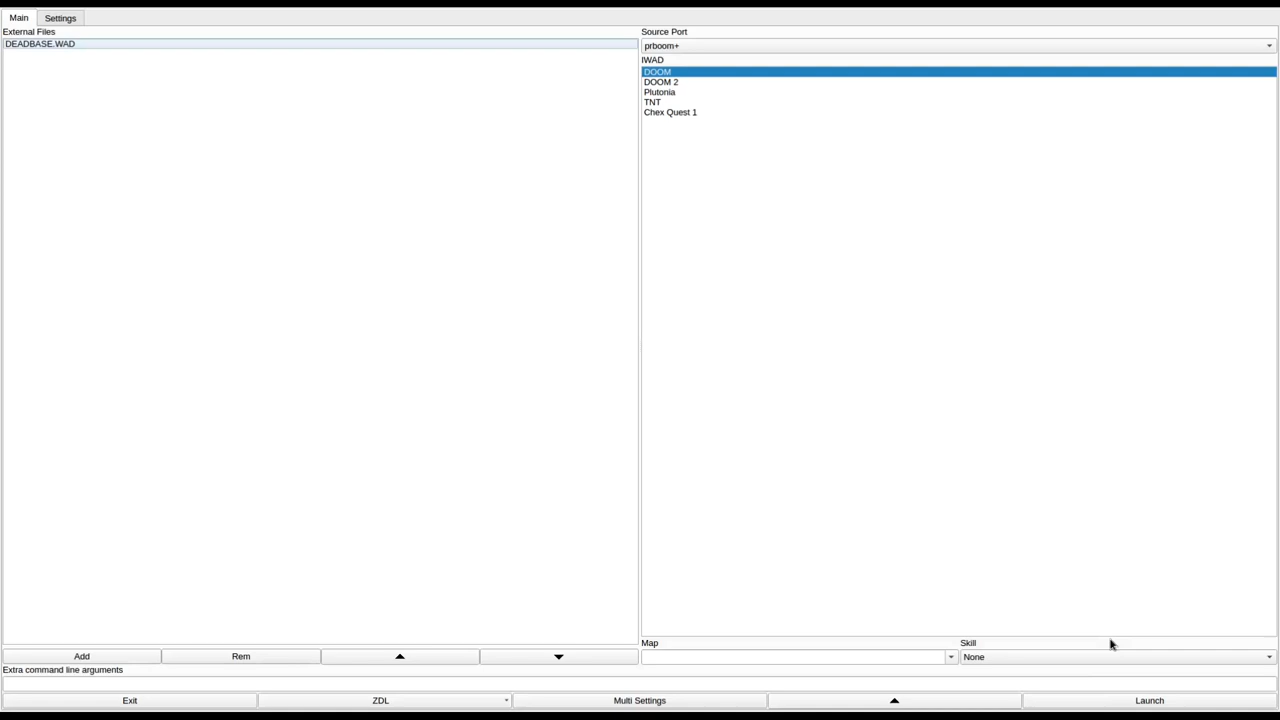 Main Settings
External Files
DEADBASE.WAD
Source Port
prboom+
IWAD
DOOM
DOOM 2
Plutonia
TNT
Chex Quest 1
Map
Skill
None
Add
Rem
Extra command line arguments
Exit
ZDL
Multi Settings
Launch